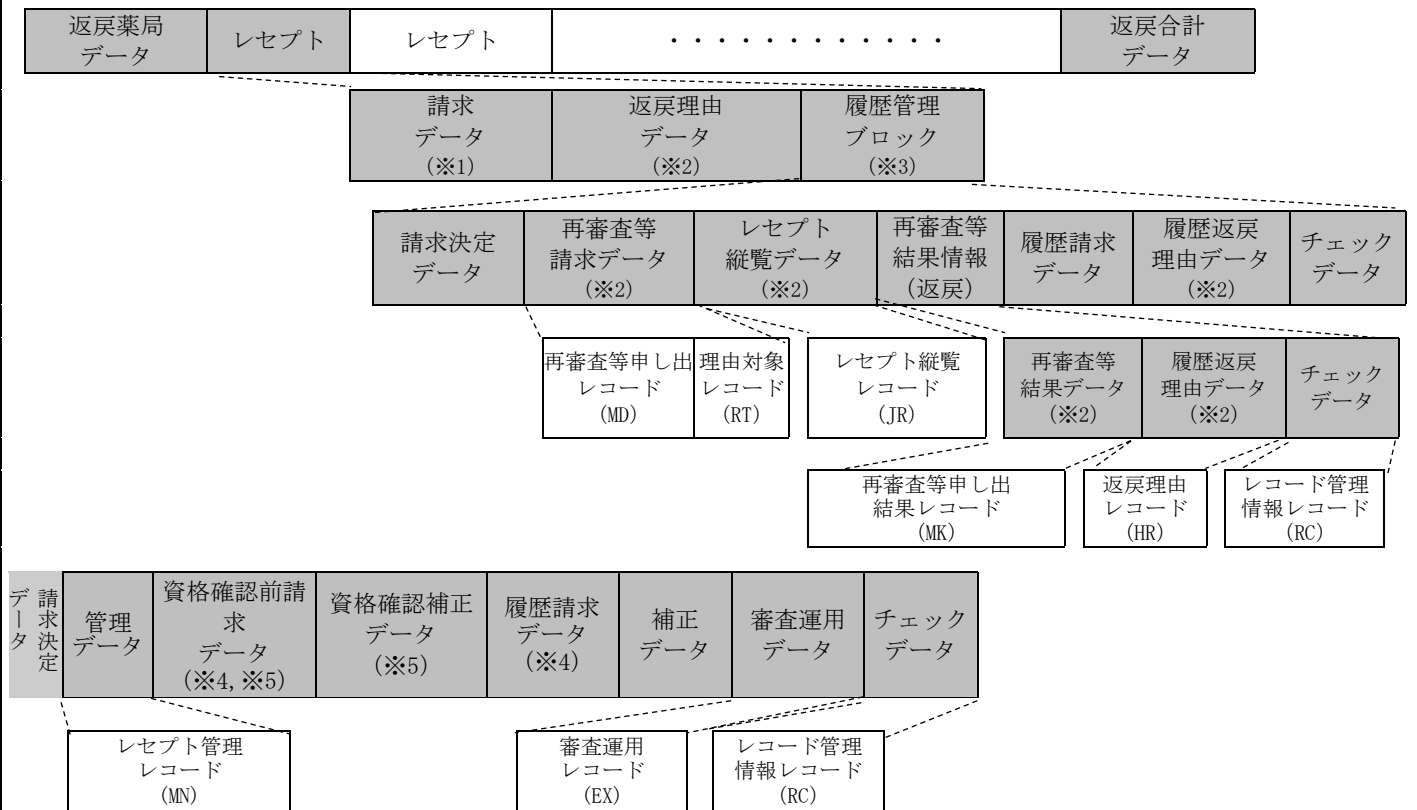 返戻薬局
データ
レセプト
レセプト
・・・・・・・・・・・・
返戻合計
データ
請求
データ
(※1)
返戻理由
データ
(※2)
履歴管理
ブロック
(※3)
請求決定
データ
再審査等
請求データ
(※2)
レセプト
縦覧データ
(※2)
再審査等
結果情報
(返戻)
履歴請求
データ
履歴返戻
理由データ
(※2)
チェック
データ
再審査等申し出
レコード
(MD)
理由対象
レコード
(RT)
レセプト縦覧
レコード
(JR)
再審査等
結果データ
(※2)
履歴返戻
理由データ
(※2)
チェック
データ
再審査等申し出
結果レコード
(MK)
返戻理由
レコード
(HR)
レコード管理
情報レコード
(RC)
請求決定
データ
管理
データ
資格確認前請
求
データ
(※4,※5)
資格確認補正
データ
(※5)
履歴請求
データ
(※4)
補正
データ
審査運用
データ
チェック
データ
レセプト管理
レコード
(MN)
審査運用
レコード
(EX)
レコード管理
情報レコード
(RC)